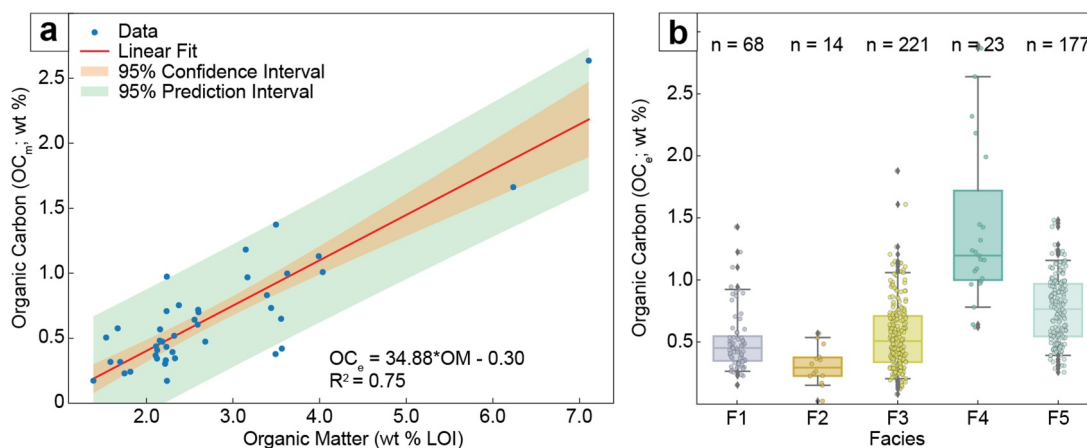 a
Data
Linear Fit
95% Confidence Interval
95% Prediction Interval
Organic Carbon (OCm; wt %)
2.5
2.0
1.5
1.0
0.5
0.0
OCe = 34.88*OM - 0.30
R2 = 0.75
2.0 3.0 4.0 5.0 6.0 7.0
Organic Matter (wt % LOI)
b
n = 68 n = 14 n = 221 n = 23 n = 177
Organic Carbon (OCe; wt %)
2.5
2.0
1.5
1.0
0.5
F1 F2 F3 F4 F5
Facies